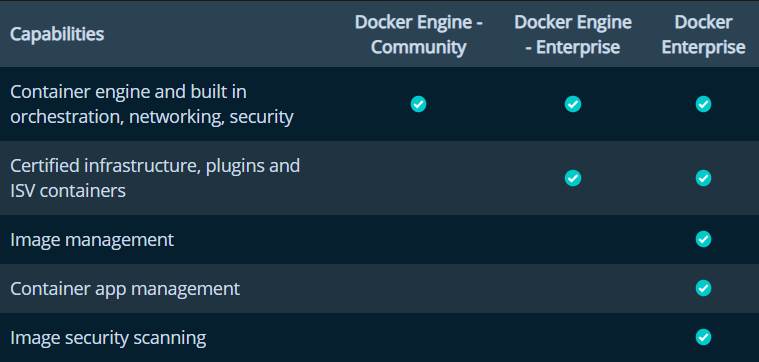 Capabilities
Docker Engine -
Community
Docker Engine
- Enterprise
Docker
Enterprise
Container engine and built in
orchestration, networking, security
Certified infrastructure, plugins and
ISV containers
Image management
Container app management
Image security scanning